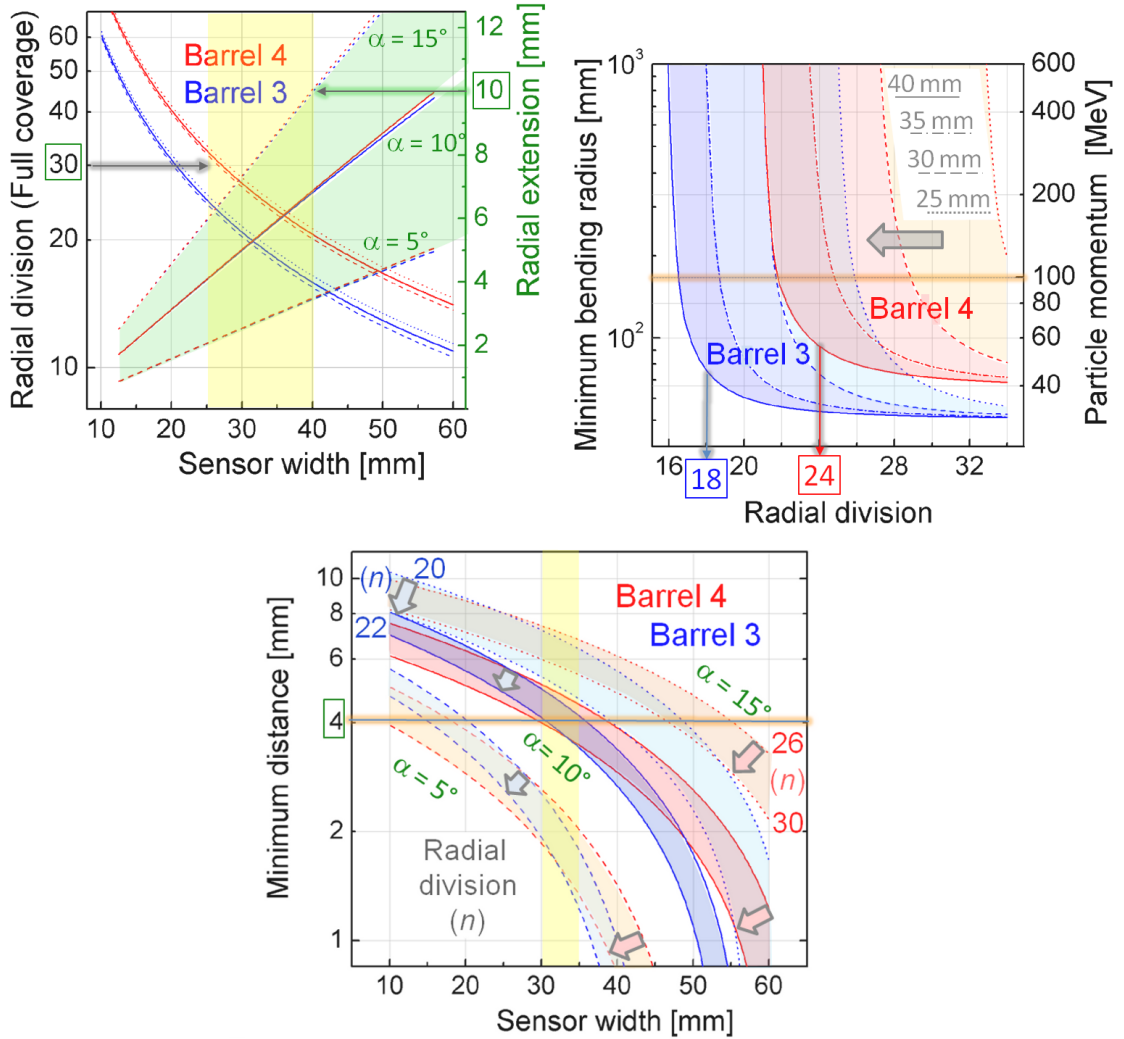 Radial division (Full coverage)
60
50
40
30
20
10
Barrel 4
Barrel 3
α = 15°
α = 10°
α = 5°
12
10
8
6
4
2
Radial extension [mm]
10 20 30 40 50 60
Sensor width [mm]
Minimum bending radius [mm]
10³
10²
40 mm
35 mm
30 mm
25 mm
Barrel 4
Barrel 3
600
400
200
100
80
60
40
Particle momentum [MeV]
16 20 28 32
18 24
Radial division
Minimum distance [mm]
10
8
6
4
2
1
(n) 20
22
Barrel 4
Barrel 3
α = 15°
α = 10°
α = 5°
26
(n)
30
Radial
division
(n)
10 20 30 40 50 60
Sensor width [mm]